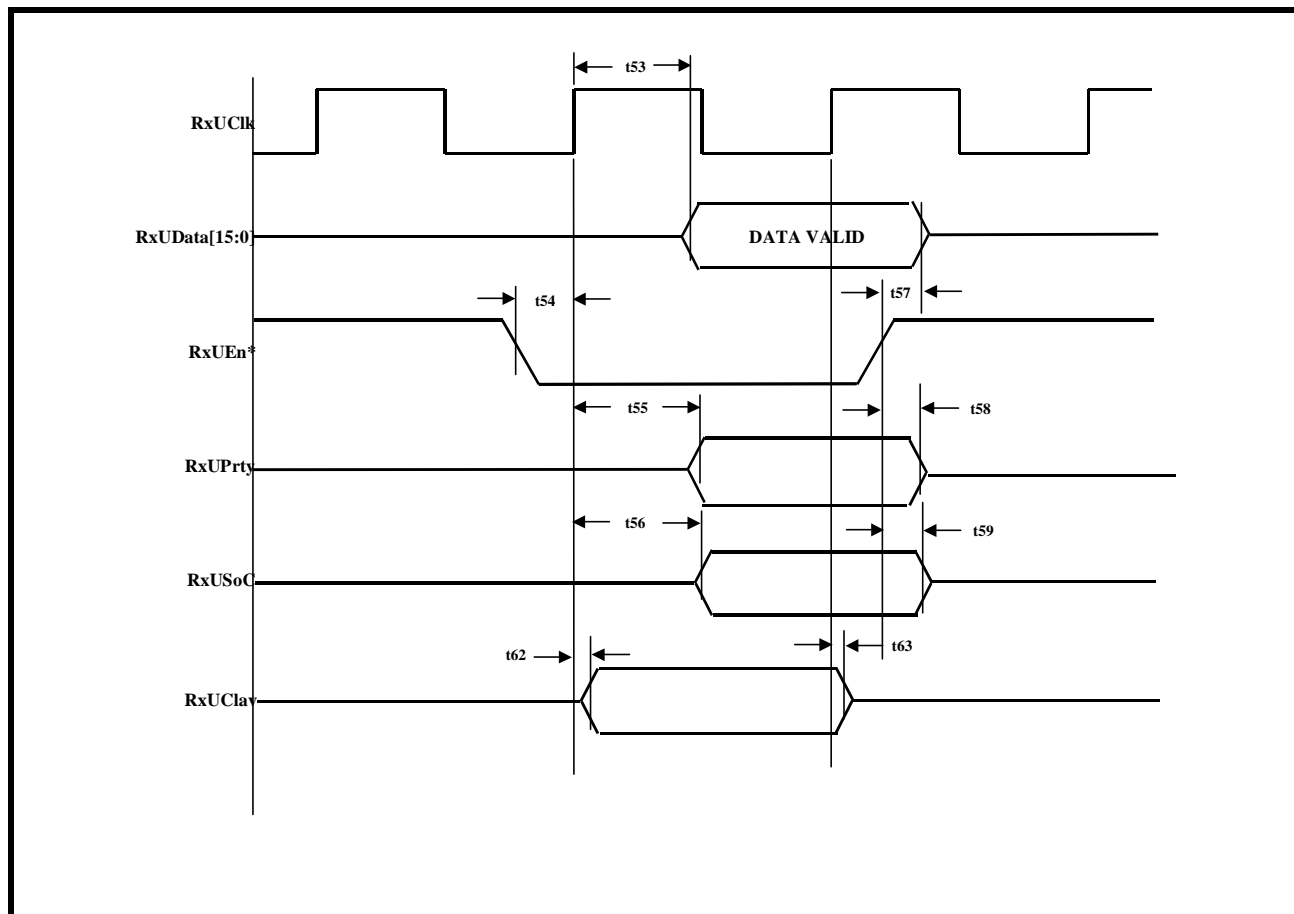 t53
RxUClk
RxUData[15:0]
DATA VALID
t57
t54
RxUEn*
t55
t58
RxUPrty
t56
t59
RxUSoC
t62
t63
RxUClav